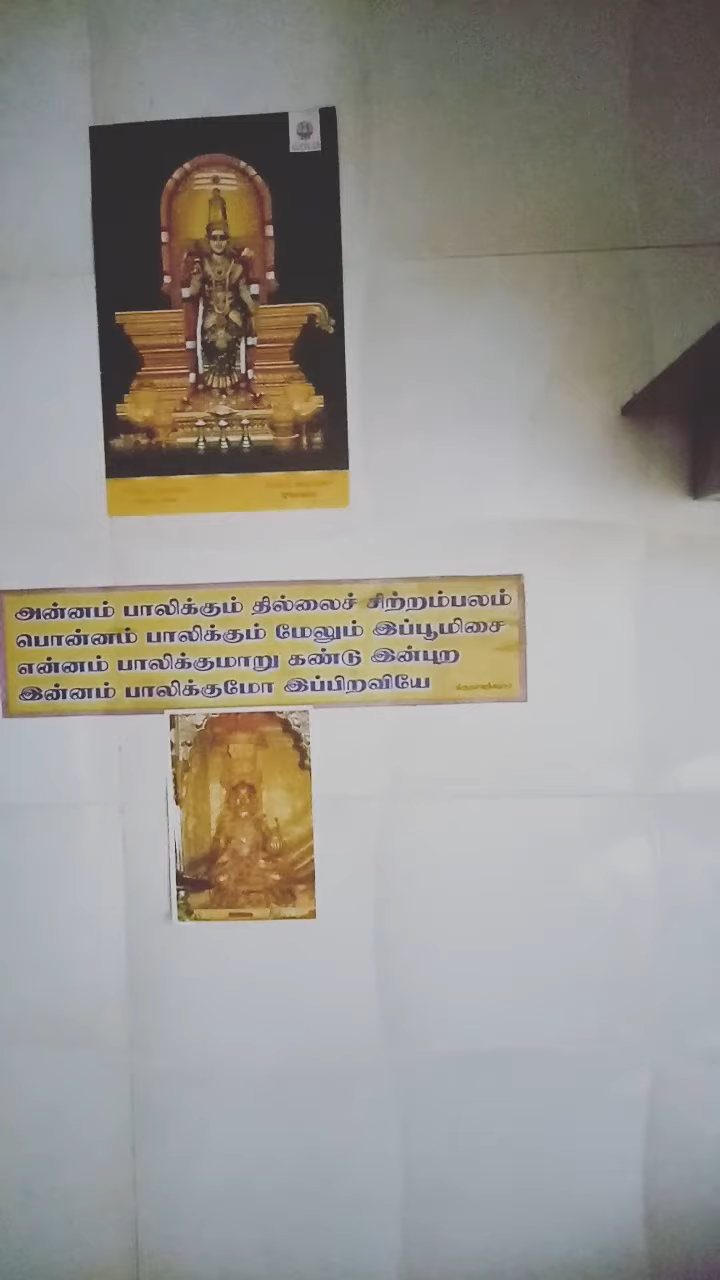 அன்னம் பாலிக்கும் தில்லைச் சிற்றம்பலம்
பொன்னம் பாலிக்கும் மேலும் இப்பூமிசை
என்னம் பாலிக்குமாறு கண்டு இன்புற
இன்னம் பாலிக்குமோ இப்பிறவியே